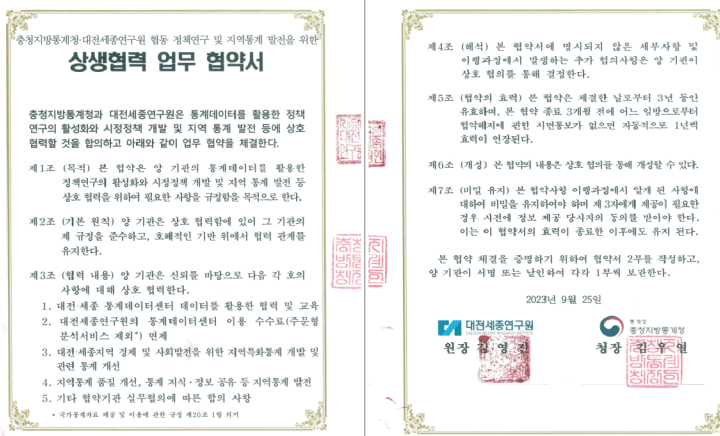 충청지방통계청·대전세종연구원 협동 정책연구 및 지역통계 발전을 위한
상생협력 업무 협약서
충청지방통계청과 대전세종연구원은 통계데이터를 활용한 정책
연구의 활성화와 시정정책 개발 및 지역 통계 발전 등에 상호
협력할 것을 합의하고 아래와 같이 업무 협약을 체결한다.
제1조 (목적) 본 협약은 양 기관의 통계데이터를 활용한
정책연구의 활성화와 시정정책 개발 및 지역 통계 발전 등
상호 협력을 위하여 필요한 사항을 규정함을 목적으로 한다.
제2조 (기본 원칙) 양 기관은 상호 협력함에 있어 그 기관의
제 규정을 준수하고, 호혜적인 기반 위에서 협력 관계를
유지한다.
제3조 (협력 내용) 양 기관은 신뢰를 바탕으로 다음 각 호의
사항에 대해 상호 협력한다.
1. 대전·세종 통계데이터센터 데이터를 활용한 협력 및 교육
2. 대전세종연구원의 통계데이터센터 이용 수수료(주문형
분석서비스 제외*) 면제
3. 대전·세종지역 경제 및 사회발전을 위한 지역특화통계 개발 및
관련 통계 개선
4. 지역통계 품질 개선, 통계 지식·정보 공유 등 지역통계 발전
5. 기타 협약기관 실무협의에 따른 합의 사항
* 국가통계자료 제공 및 이용에 관한 규정 제20조 1항 의거
제4조 (해석) 본 협약서에 명시되지 않은 세부사항 및
이행과정에서 발생하는 추가 협의사항은 양 기관이
상호 협의를 통해 결정한다.
제5조 (협약의 효력) 본 협약은 체결한 날로부터 3년 동안
유효하며, 본 협약 종료 3개월 전에 어느 일방으로부터
협약해지에 관한 서면통보가 없으면 자동적으로 1년씩
효력이 연장된다.
제6조 (개성) 본 협약의 내용은 상호 협의를 통해 개성할 수 있다.
제7조 (비밀 유지) 본 협약사항 이행과정에서 알게 된 사항에
대하여 비밀을 유지하여야 하며 제3자에게 제공이 필요한
경우 사전에 정보 제공 당사자의 동의를 받아야 한다.
이는 이 협약서의 효력이 종료한 이후에도 유지 된다.
본 협약 체결을 증명하기 위하여 협약서 2부를 작성하고,
양 기관이 서명 또는 날인하여 각각 1부씩 보관한다.
2023년 9월 25일
대전세종연구원
원장 김영진
통계청
충청지방통계청
청장 김우열